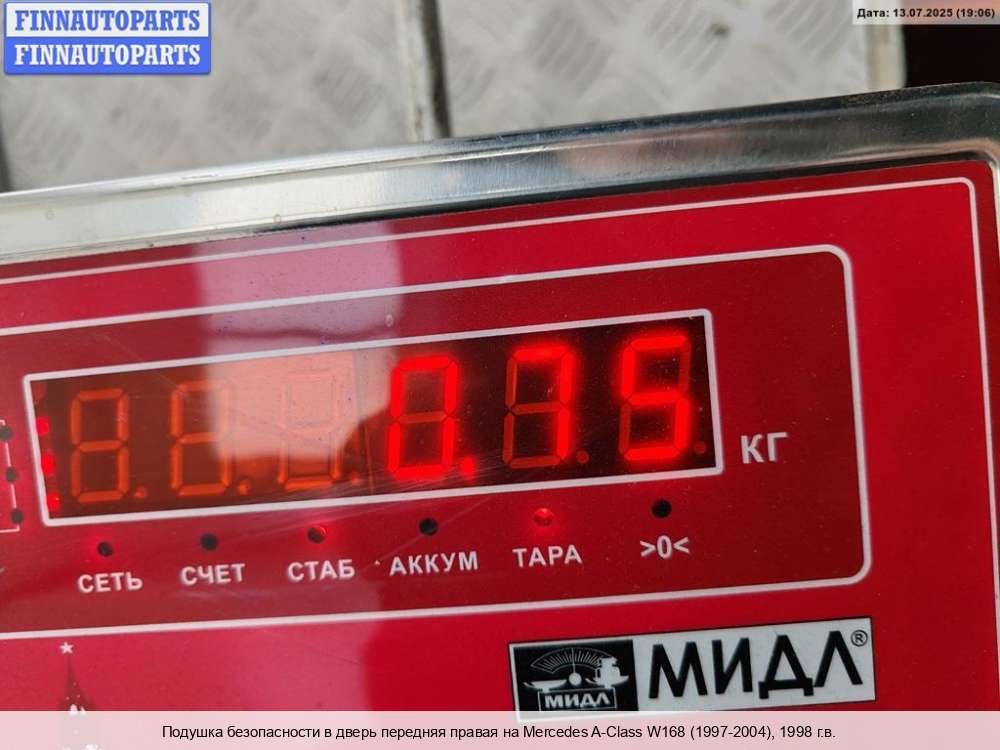 FINNAUTOPARTS
FINNAUTOPARTS
Дата: 13.07.2025 (19:06)
0.75
КГ
СЕТЬ СЧЕТ СТАБ АККУМ ТАРА >0<
МИДЛ МИДЛ®
Подушка безопасности в дверь передняя правая на Mercedes A-Class W168 (1997-2004), 1998 г.в.